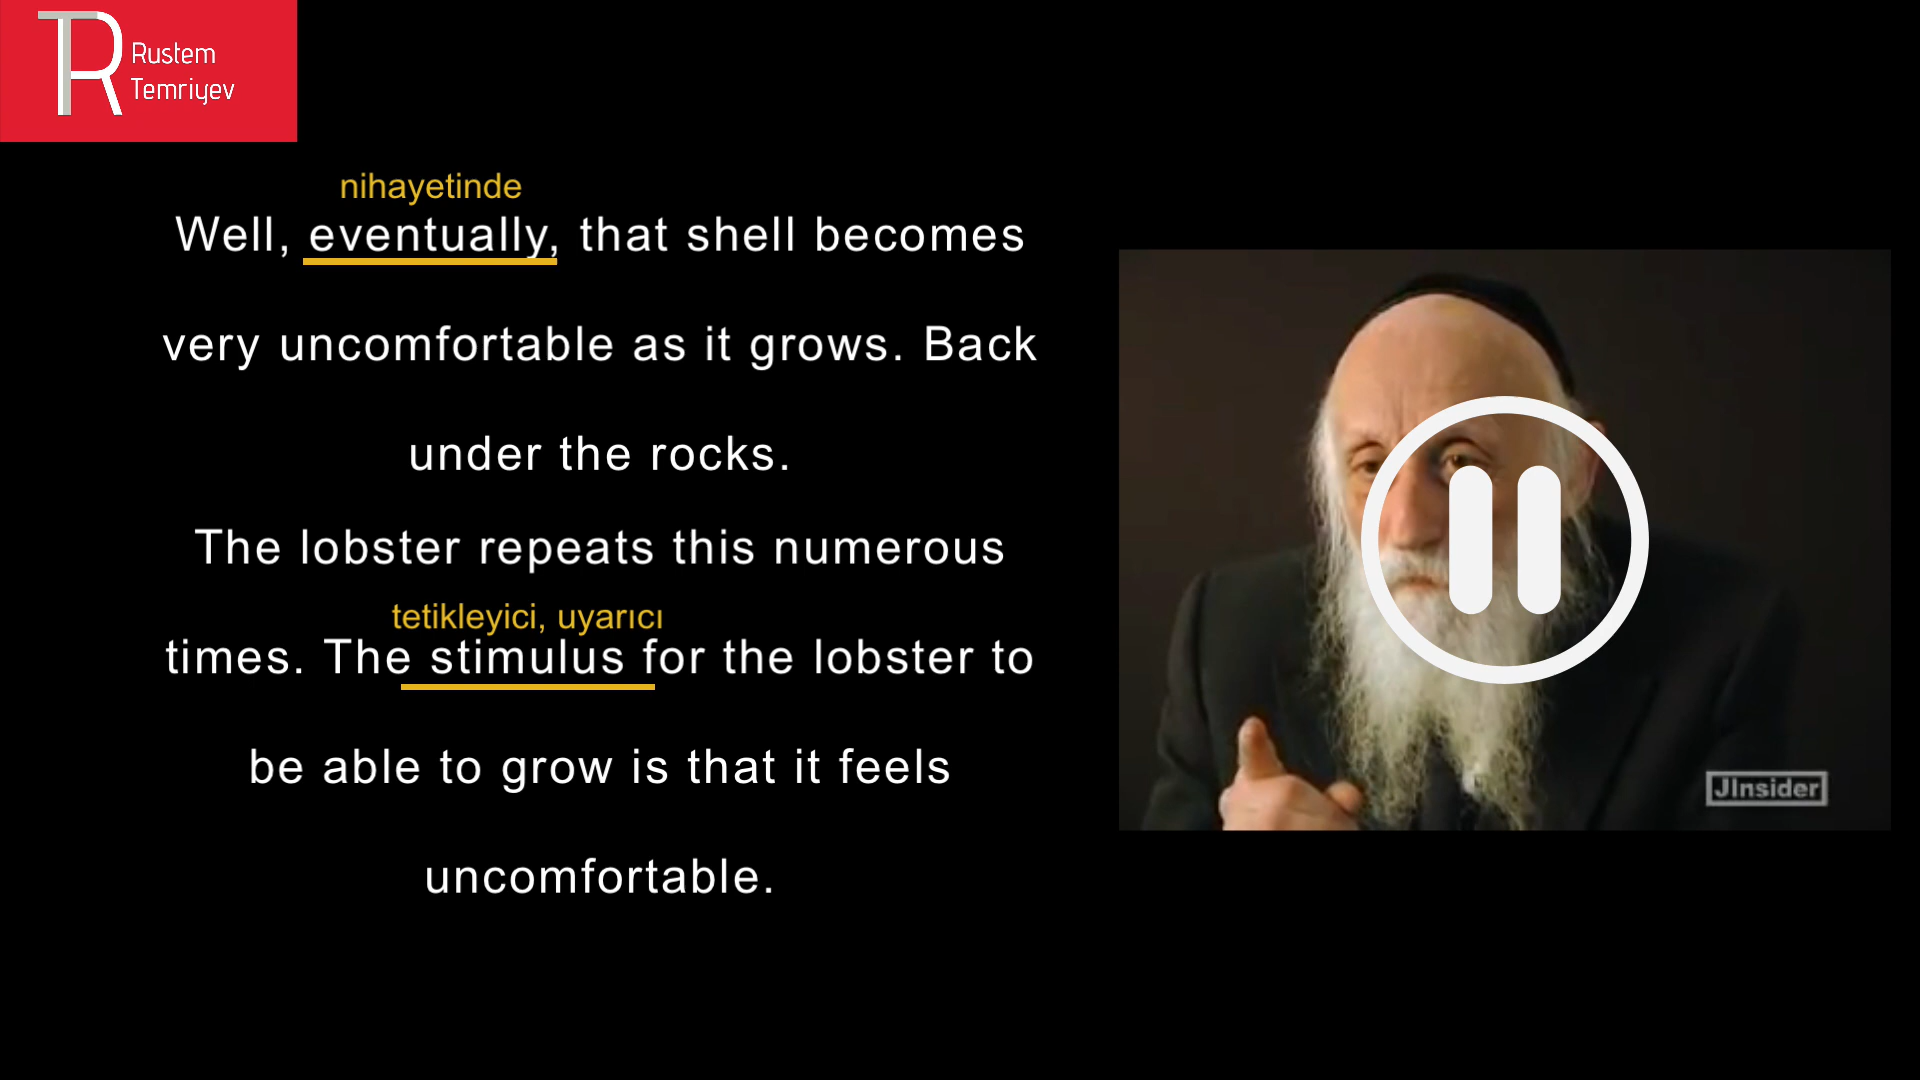 Rustem
Temriyev
nihayetinde
Well, eventually, that shell becomes
very uncomfortable as it grows. Back
under the rocks.
The lobster repeats this numerous
tetikleyici, uyarıcı
times. The stimulus for the lobster to
be able to grow is that it feels
uncomfortable.
JInsider